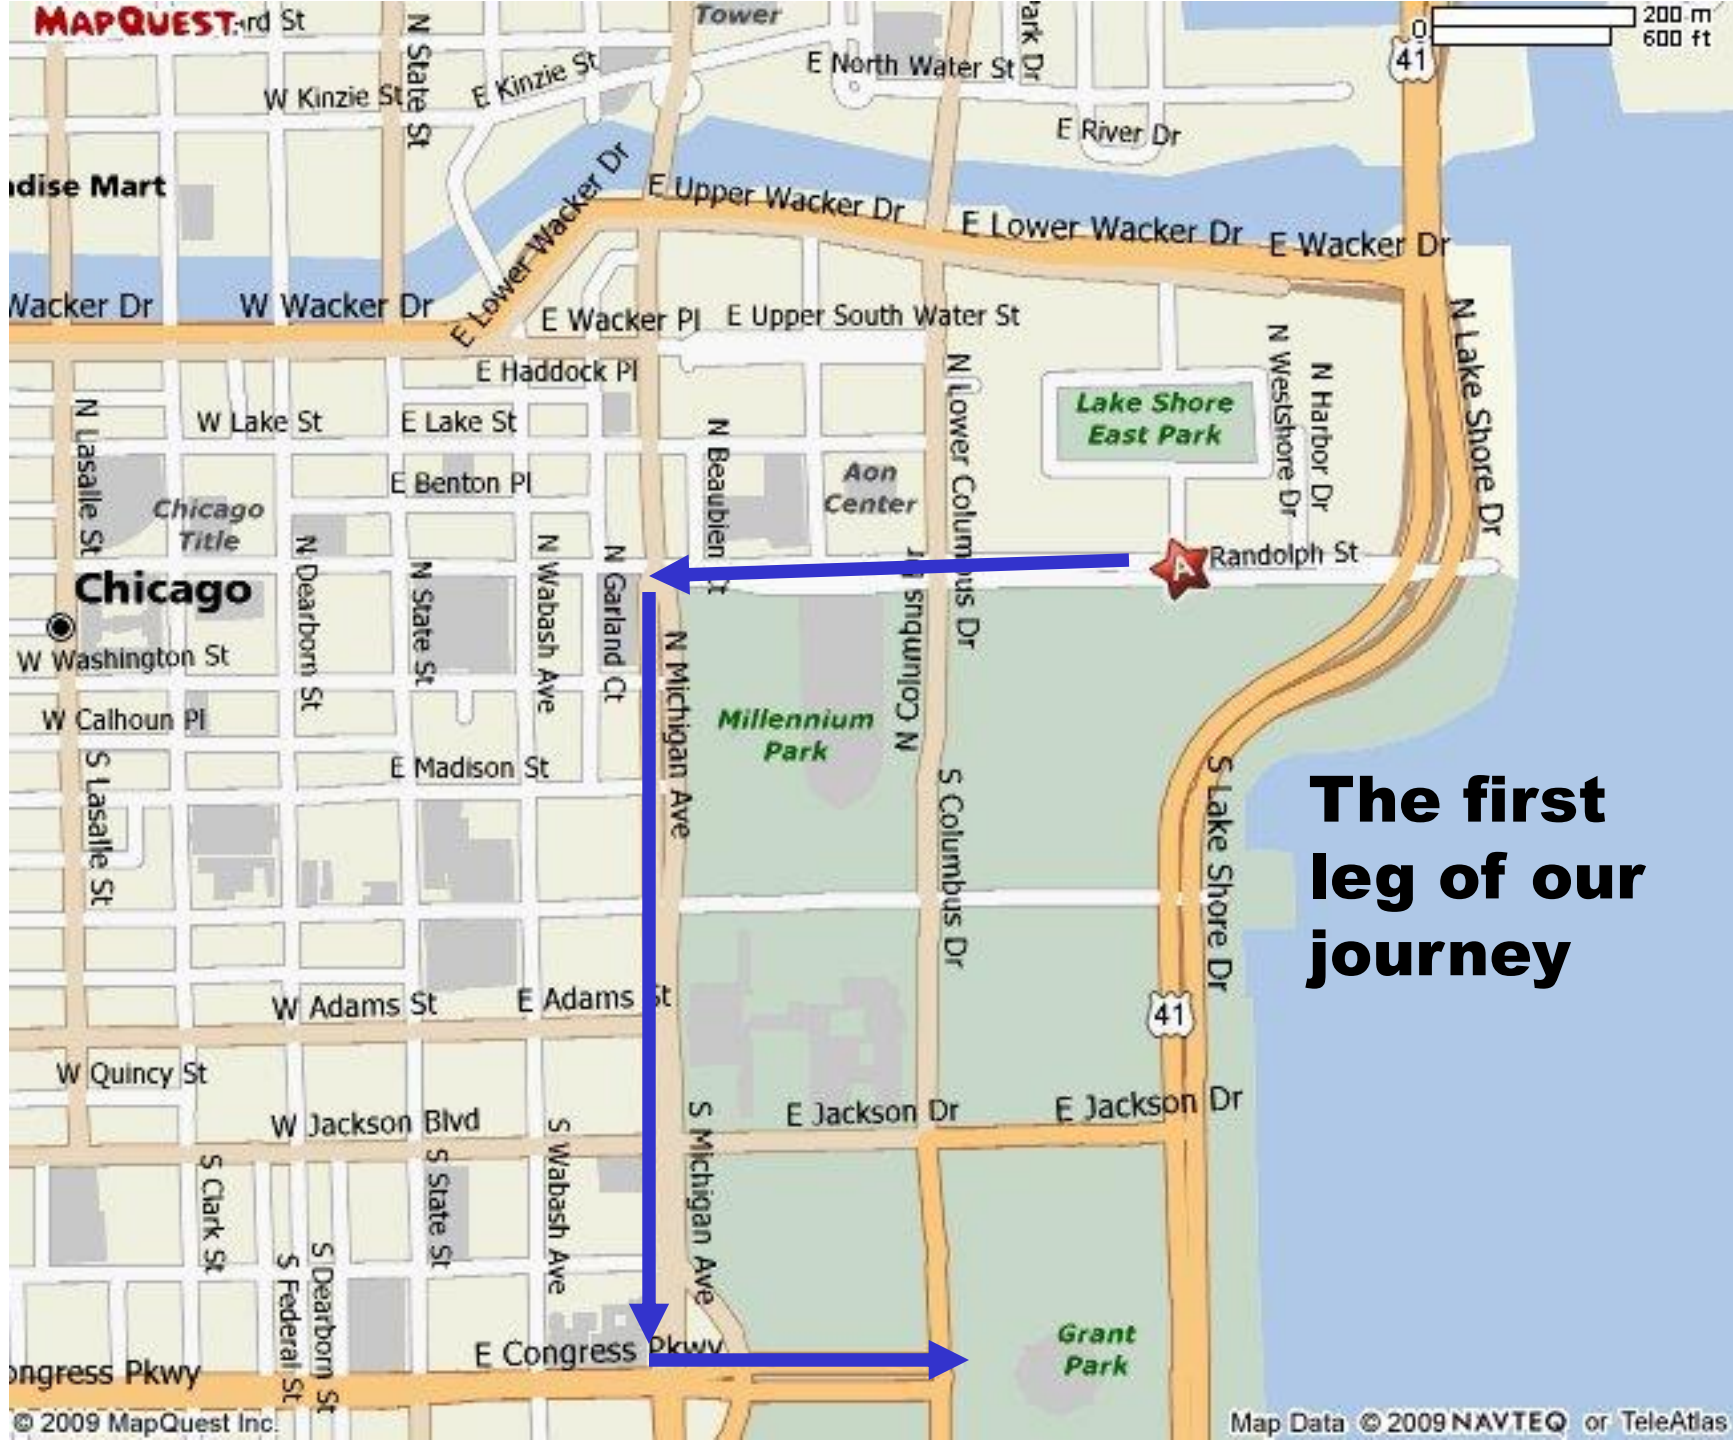 MAPQUEST
rd St
Tower
200 m
0
600 ft
41
N State St
Park Dr
E Kinzie St
E North Water St
W Kinzie St
E River Dr
dise Mart
E Upper Wacker Dr
E Lower Wacker Dr
E Lower Wacker Dr
E Wacker Dr
Wacker Dr
W Wacker Dr
E Wacker Pl
E Upper South Water St
N Lake Shore Dr
E Haddock Pl
N Westshore Dr
N Harbor Dr
N Lower Columbus Dr
Lake Shore
East Park
N Lasalle St
W Lake St
E Lake St
N Beaubien Ct
E Benton Pl
Aon
Center
Chicago
Title
N Dearborn St
N State St
N Wabash Ave
N Garland Ct
N Columbus Dr
A
Randolph St
Chicago
W Washington St
N Michigan Ave
W Calhoun Pl
Millennium
Park
S Lasalle St
E Madison St
S Columbus Dr
S Lake Shore Dr
The first
leg of our
journey
W Adams St
E Adams St
41
W Quincy St
W Jackson Blvd
E Jackson Dr
E Jackson Dr
S Michigan Ave
S Wabash Ave
S State St
S Clark St
S Federal St
S Dearborn St
E Congress Pkwy
Grant
Park
ongress Pkwy
© 2009 MapQuest Inc.
Map Data © 2009 NAVTEQ or TeleAtlas